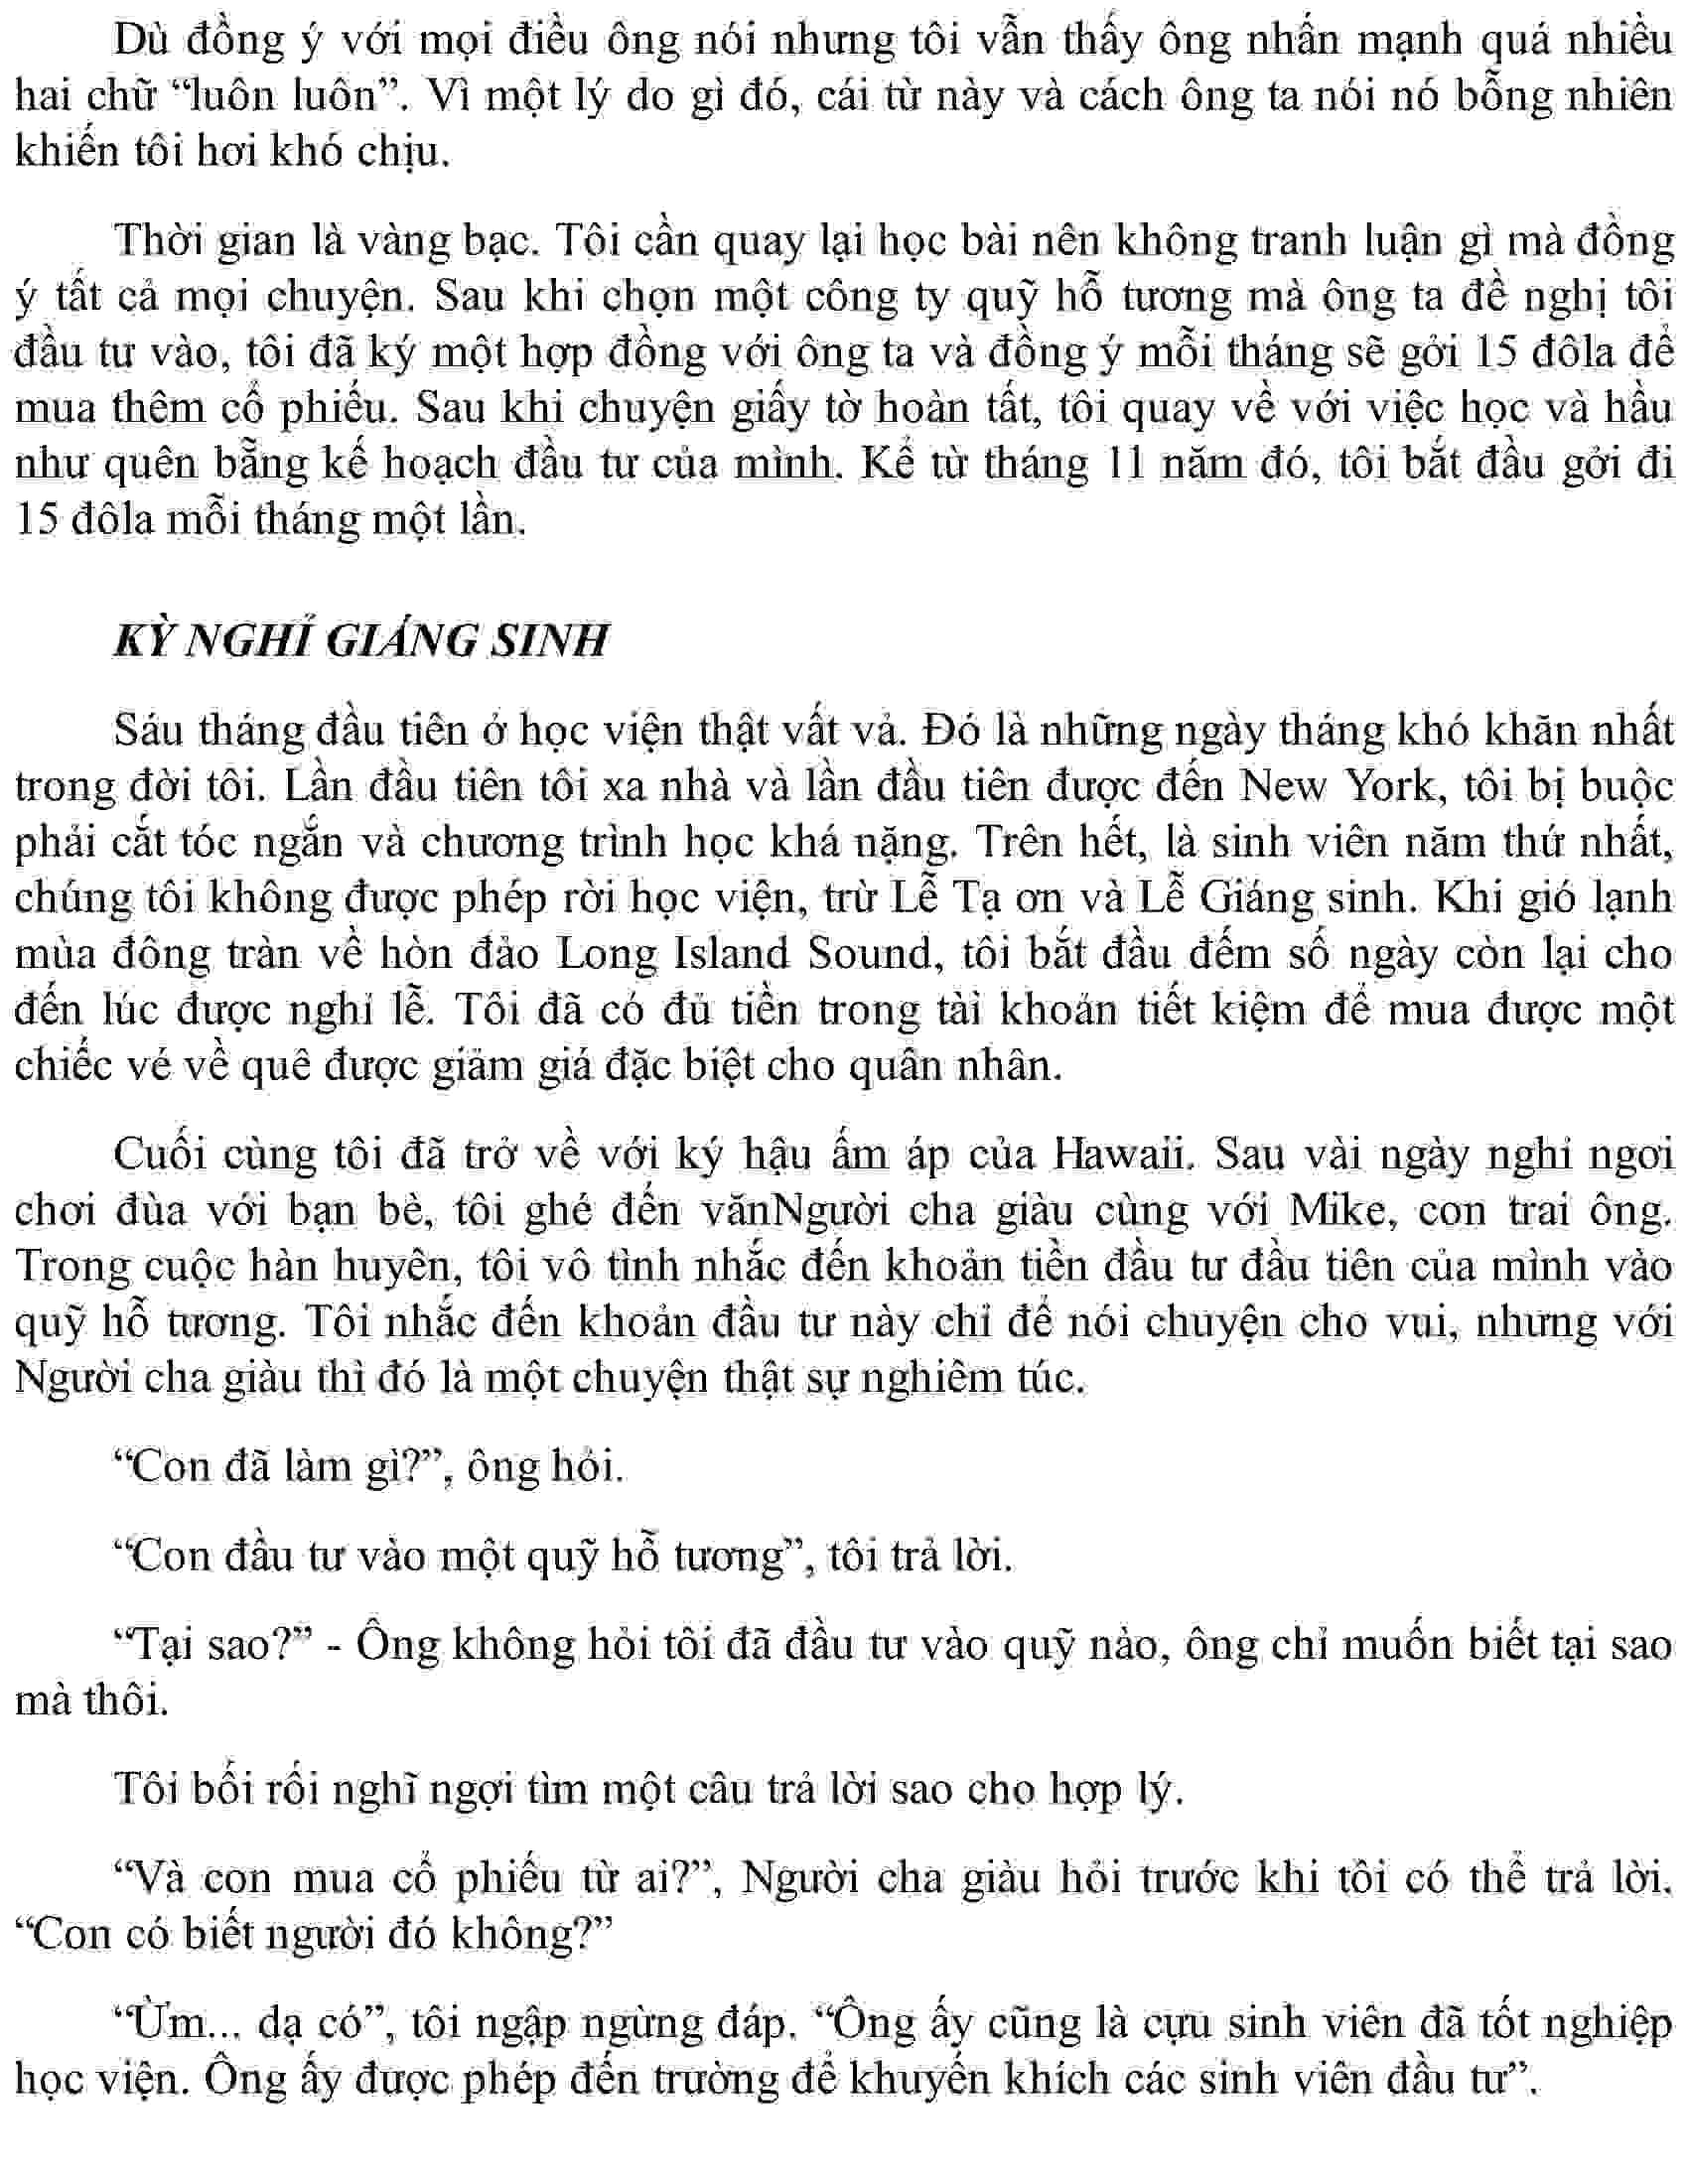 Dù đồng ý với mọi điều ông nói nhưng tôi vẫn thấy ông nhấn mạnh quá nhiều
hai chữ “luôn luôn”. Vì một lý do gì đó, cái từ này và cách ông ta nói nó bỗng nhiên
khiến tôi hơi khó chịu.
Thời gian là vàng bạc. Tôi cần quay lại học bài nên không tranh luận gì mà đồng
ý tất cả mọi chuyện. Sau khi chọn một công ty quỹ hỗ tương mà ông ta đề nghị tôi
đầu tư vào, tôi đã ký một hợp đồng với ông ta và đồng ý mỗi tháng sẽ gởi 15 đôla để
mua thêm cổ phiếu. Sau khi chuyện giấy tờ hoàn tất, tôi quay về với việc học và hầu
như quên bẵng kế hoạch đầu tư của mình. Kể từ tháng 11 năm đó, tôi bắt đầu gởi đi
15 đôla mỗi tháng một lần.
KỲ NGHỈ GIÁNG SINH
Sáu tháng đầu tiên ở học viện thật vất vả. Đó là những ngày tháng khó khăn nhất
trong đời tôi. Lần đầu tiên tôi xa nhà và lần đầu tiên được đến New York, tôi bị buộc
phải cắt tóc ngắn và chương trình học khá nặng. Trên hết, là sinh viên năm thứ nhất,
chúng tôi không được phép rời học viện, trừ Lễ Tạ ơn và Lễ Giáng sinh. Khi gió lạnh
mùa đông tràn về hòn đảo Long Island Sound, tôi bắt đầu đếm số ngày còn lại cho
đến lúc được nghỉ lễ. Tôi đã có đủ tiền trong tài khoản tiết kiệm để mua được một
chiếc vé về quê được giảm giá đặc biệt cho quân nhân.
Cuối cùng tôi đã trở về với ký hậu ấm áp của Hawaii. Sau vài ngày nghỉ ngơi
chơi đùa với bạn bè, tôi ghé đến vănNgười cha giàu cùng với Mike, con trai ông.
Trong cuộc hàn huyên, tôi vô tình nhắc đến khoản tiền đầu tư đầu tiên của mình vào
quỹ hỗ tương. Tôi nhắc đến khoản đầu tư này chỉ để nói chuyện cho vui, nhưng với
Người cha giàu thì đó là một chuyện thật sự nghiêm túc.
“Con đã làm gì?”, ông hỏi.
“Con đầu tư vào một quỹ hỗ tương”, tôi trả lời.
“Tại sao?” - Ông không hỏi tôi đã đầu tư vào quỹ nào, ông chỉ muốn biết tại sao
mà thôi.
Tôi bối rối nghĩ ngợi tìm một câu trả lời sao cho hợp lý.
“Và con mua cổ phiếu từ ai?”, Người cha giàu hỏi trước khi tôi có thể trả lời.
“Con có biết người đó không?”
“Ừm... dạ có”, tôi ngập ngừng đáp. “Ông ấy cũng là cựu sinh viên đã tốt nghiệp
học viện. Ông ấy được phép đến trường để khuyến khích các sinh viên đầu tư”.